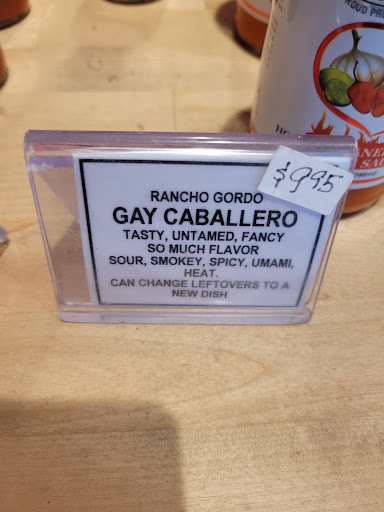 RANCHO GORDO
GAY CABALLERO
TASTY, UNTAMED, FANCY
SO MUCH FLAVOR
SOUR, SMOKEY, SPICY, UMAMI,
HEAT.
CAN CHANGE LEFTOVERS TO A
NEW DISH
$995